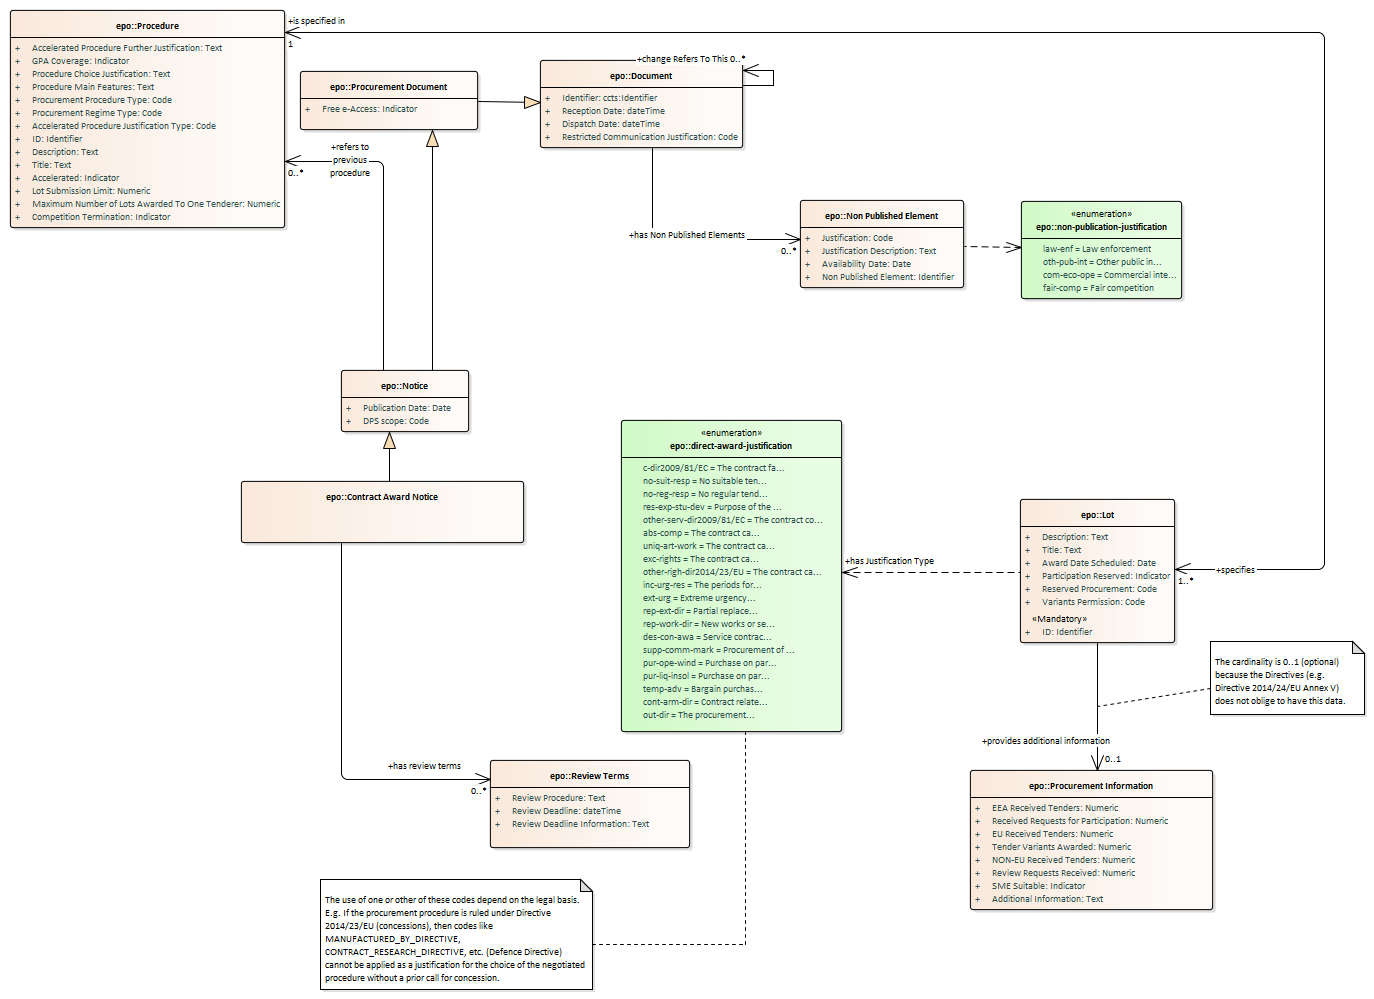 epo::Procedure
+ Accelerated Procedure Further Justification: Text
+ GPA Coverage: Indicator
+ Procedure Choice Justification: Text
+ Procedure Main Features: Text
+ Procurement Procedure Type: Code
+ Procurement Regime Type: Code
+ Accelerated Procedure Justification Type: Code
+ ID: Identifier
+ Description: Text
+ Title: Text
+ Accelerated: Indicator
+ Lot Submission Limit: Numeric
+ Maximum Number of Lots Awarded To One Tenderer: Numeric
+ Competition Termination: Indicator
+is specified in
1
epo::Procurement Document
+ Free e-Access: Indicator
+change Refers To This 0..*
epo::Document
+ Identifier: ccts:Identifier
+ Reception Date: dateTime
+ Dispatch Date: dateTime
+ Restricted Communication Justification: Code
+refers to
previous
procedure
0..*
+has Non Published Elements
0..*
epo::Non Published Element
+ Justification: Code
+ Justification Description: Text
+ Availability Date: Date
+ Non Published Element: Identifier
«enumeration»
epo::non-publication-justification
law-enf = Law enforcement
oth-pub-int = Other public in...
com-eco-ope = Commercial inte...
fair-comp = Fair competition
epo::Notice
+ Publication Date: Date
+ DPS scope: Code
epo::Contract Award Notice
«enumeration»
epo::direct-award-justification
c-dir2009/81/EC = The contract fa...
no-suit-resp = No suitable ten...
no-reg-resp = No regular tend...
res-exp-stu-dev = Purpose of the ...
other-serv-dir2009/81/EC = The contract co...
abs-comp = The contract ca...
uniq-art-work = The contract ca...
exc-rights = The contract ca...
other-righ-dir2014/23/EU = The contract ca...
inc-urg-res = The periods for...
ext-urg = Extreme urgency...
rep-ext-dir = Partial replace...
rep-work-dir = New works or se...
des-con-awa = Service contrac...
supp-comm-mark = Procurement of ...
pur-ope-wind = Purchase on par...
pur-liq-insol = Purchase on par...
temp-adv = Bargain purchas...
cont-arm-dir = Contract relate...
out-dir = The procurement...
+has Justification Type
epo::Lot
+ Description: Text
+ Title: Text
+ Award Date Scheduled: Date
+ Participation Reserved: Indicator
+ Reserved Procurement: Code
+ Variants Permission: Code
«Mandatory»
+ ID: Identifier
+specifies
1..*
The cardinality is 0..1 (optional)
because the Directives (e.g.
Directive 2014/24/EU Annex V)
does not oblige to have this data.
+provides additional information
0..1
epo::Procurement Information
+ EEA Received Tenders: Numeric
+ Received Requests for Participation: Numeric
+ EU Received Tenders: Numeric
+ Tender Variants Awarded: Numeric
+ NON-EU Received Tenders: Numeric
+ Review Requests Received: Numeric
+ SME Suitable: Indicator
+ Additional Information: Text
+has review terms
0..*
epo::Review Terms
+ Review Procedure: Text
+ Review Deadline: dateTime
+ Review Deadline Information: Text
The use of one or other of these codes depend on the legal basis.
E.g. If the procurement procedure is ruled under Directive
2014/23/EU (concessions), then codes like
MANUFACTURED_BY_DIRECTIVE,
CONTRACT_RESEARCH_DIRECTIVE, etc. (Defence Directive)
cannot be applied as a justification for the choice of the negotiated
procedure without a prior call for concession.